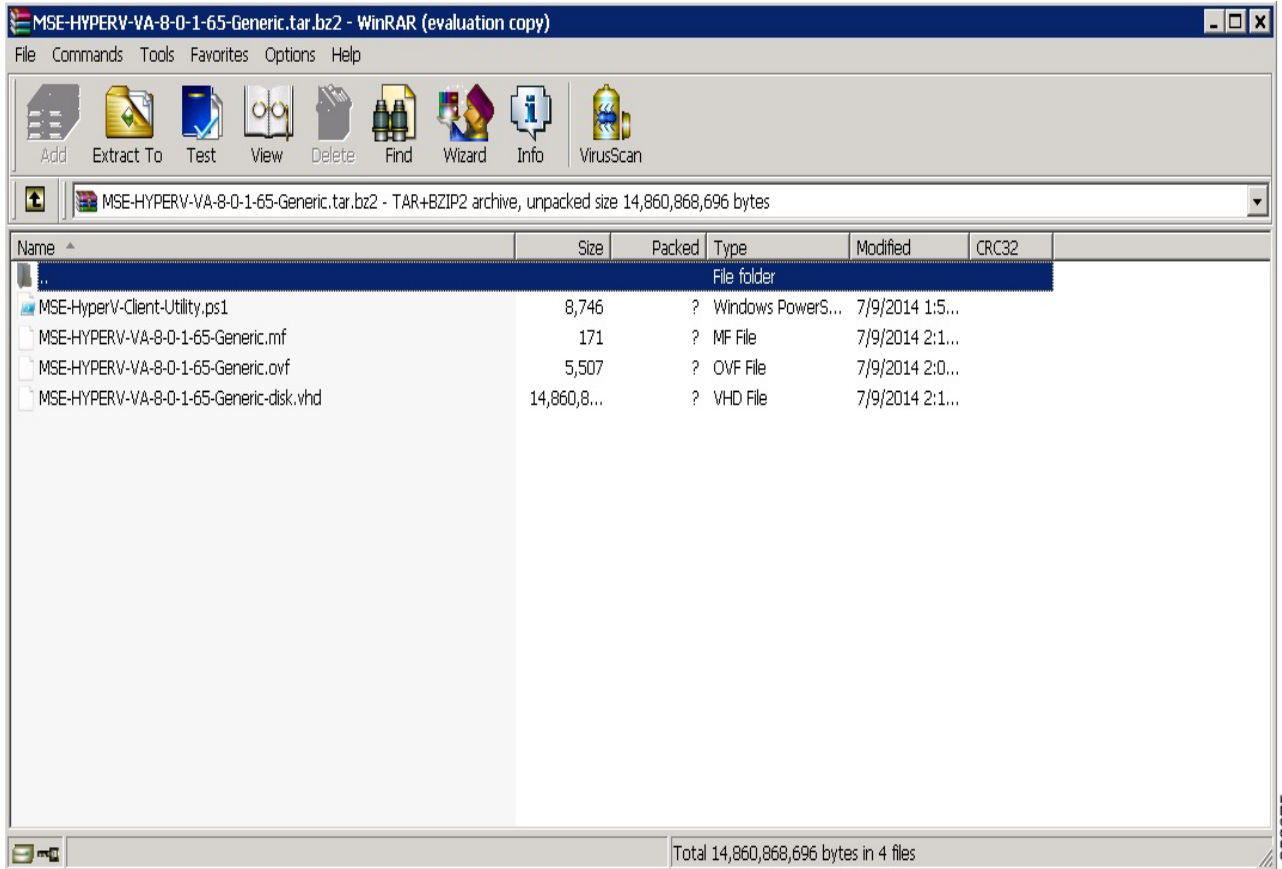 MSE-HYPERV-VA-8-0-1-65-Generic.tar.bz2 - WinRAR (evaluation copy)
File Commands Tools Favorites Options Help
Add Extract To Test View Delete Find Wizard Info VirusScan
MSE-HYPERV-VA-8-0-1-65-Generic.tar.bz2 - TAR+BZIP2 archive, unpacked size 14,860,868,696 bytes
Name Size Packed Type Modified CRC32
.. File folder
MSE-HyperV-Client-Utility.ps1 8,746 ? Windows PowerS... 7/9/2014 1:5...
MSE-HYPERV-VA-8-0-1-65-Generic.mf 171 ? MF File 7/9/2014 2:1...
MSE-HYPERV-VA-8-0-1-65-Generic.ovf 5,507 ? OVF File 7/9/2014 2:0...
MSE-HYPERV-VA-8-0-1-65-Generic-disk.vhd 14,860,8... ? VHD File 7/9/2014 2:1...
Total 14,860,868,696 bytes in 4 files